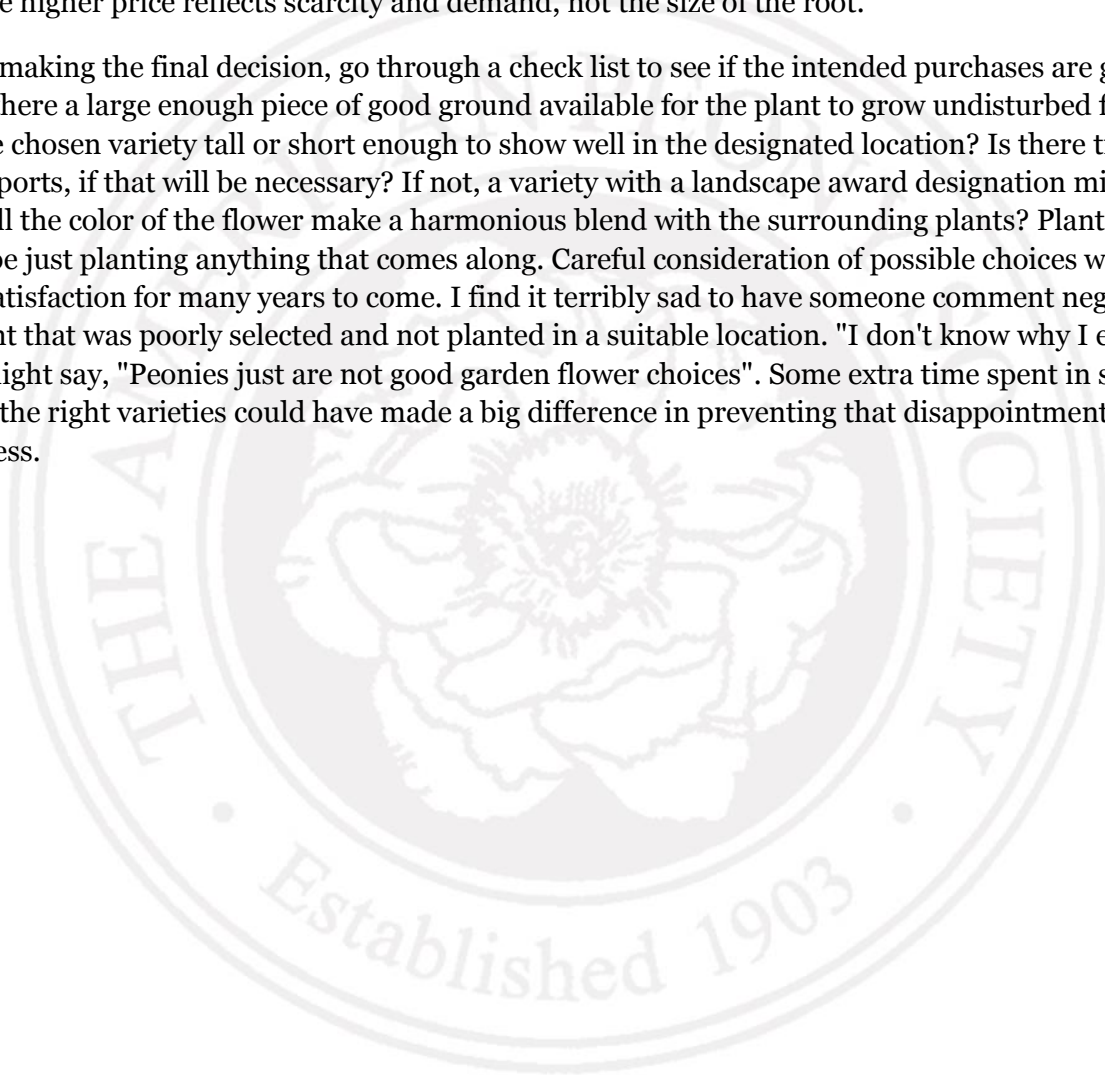 e higher price reflects scarcity and demand, not the size of the root.
making the final decision, go through a check list to see if the intended purchases are g
here a large enough piece of good ground available for the plant to grow undisturbed f
e chosen variety tall or short enough to show well in the designated location? Is there ti
ports, if that will be necessary? If not, a variety with a landscape award designation mi
ll the color of the flower make a harmonious blend with the surrounding plants? Plant
be just planting anything that comes along. Careful consideration of possible choices w
atisfaction for many years to come. I find it terribly sad to have someone comment neg
nt that was poorly selected and not planted in a suitable location. "I don't know why I e
night say, "Peonies just are not good garden flower choices". Some extra time spent in s
the right varieties could have made a big difference in preventing that disappointment
ess.
THE AMERICAN PEONY SOCIETY
Established 1903